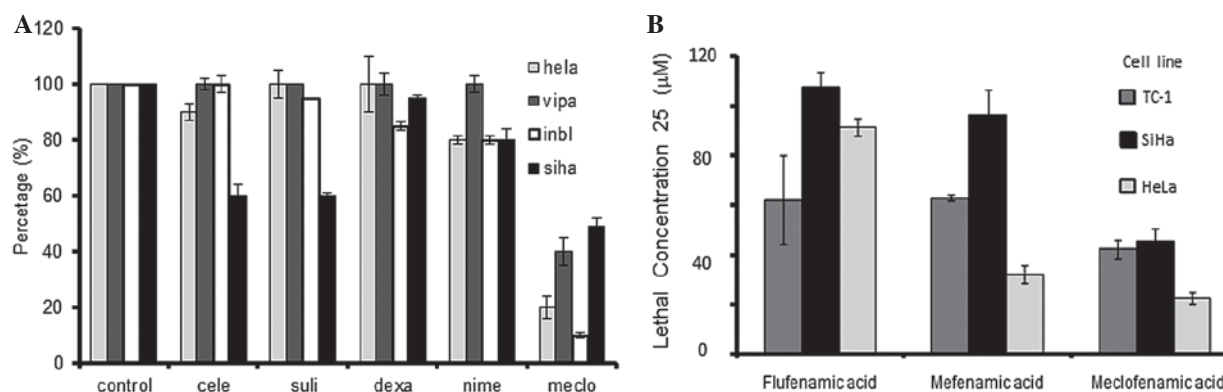 A
120
100
80
60
40
20
0
Percetage (%)
hela
vipa
inbl
siha
control cele suli dexa nime meclo
B
120
80
40
0
Lethal Concentration 25 (μM)
Cell line
TC-1
SiHa
HeLa
Flufenamic acid Mefenamic acid Meclofenamic acid